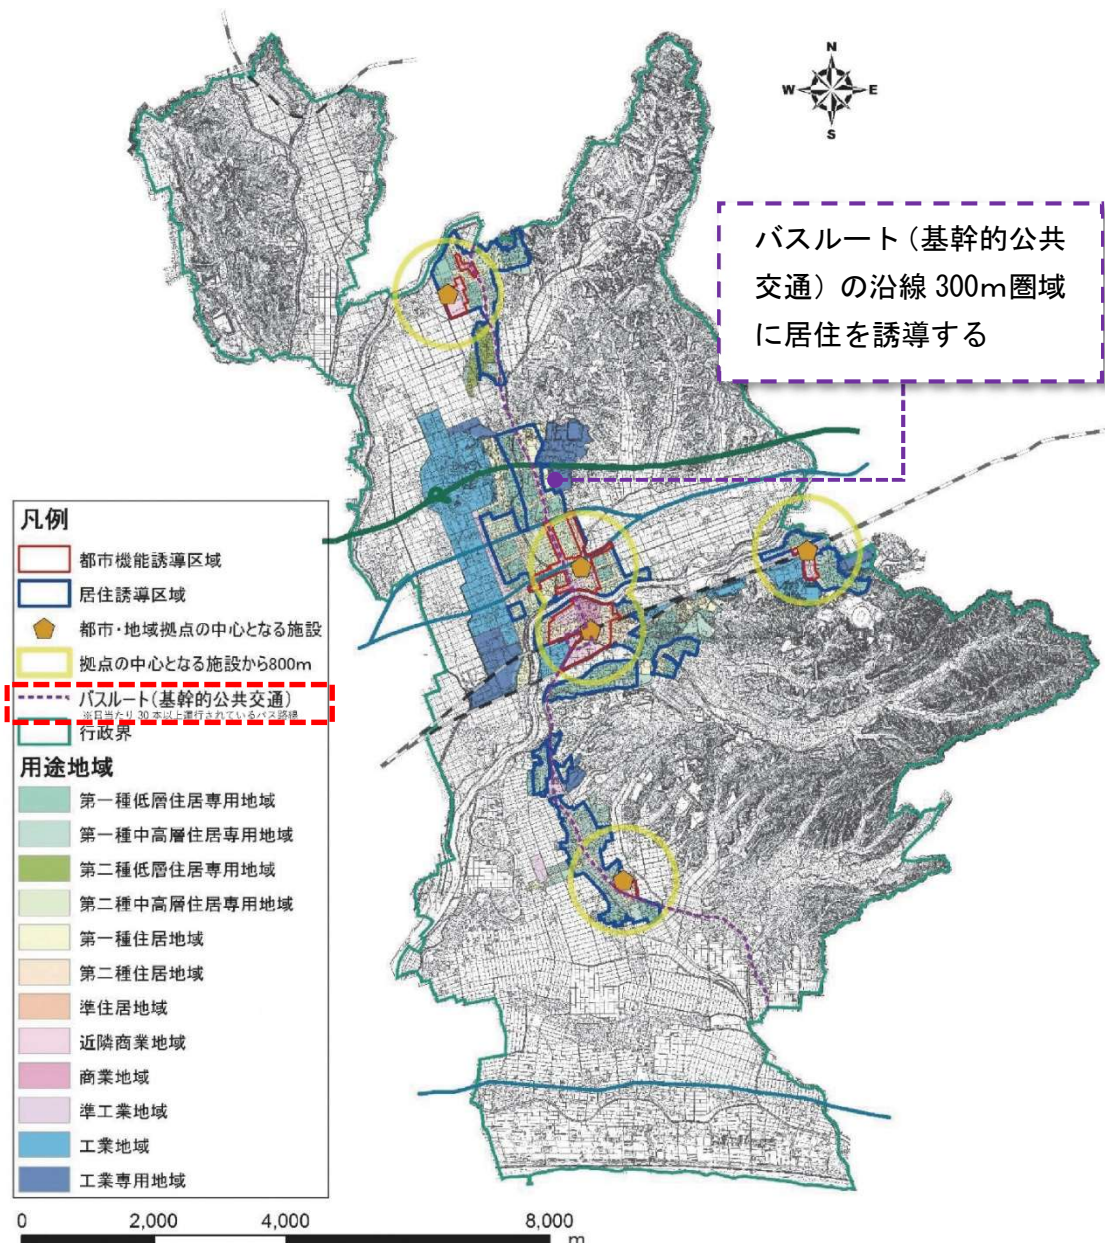 N
W E
S
バスルート（基幹的公共
交通）の沿線 300ｍ圏域
に居住を誘導する
凡例
都市機能誘導区域
居住誘導区域
都市・地域拠点の中心となる施設
拠点の中心となる施設から800m
バスルート(基幹的公共交通)
※日当たり30本以上運行されているバス路線
行政界
用途地域
第一種低層住居専用地域
第一種中高層住居専用地域
第二種低層住居専用地域
第二種中高層住居専用地域
第一種住居地域
第二種住居地域
準住居地域
近隣商業地域
商業地域
準工業地域
工業地域
工業専用地域
0 2,000 4,000 8,000
m